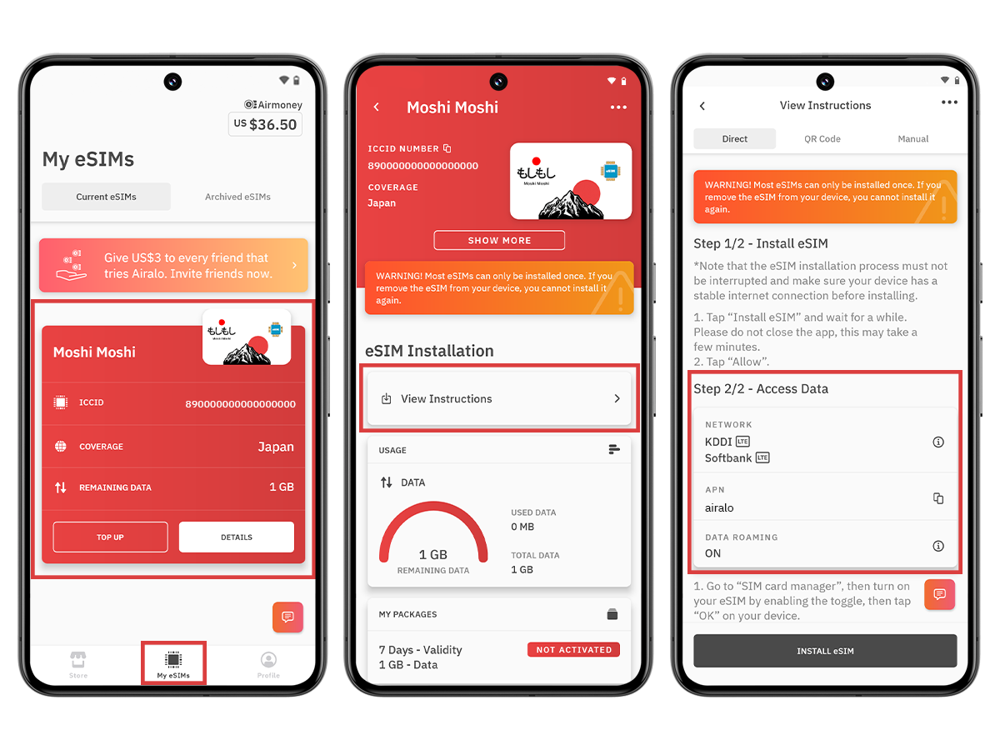 Airmoney
US $36.50
My eSIMs
Current eSIMs
Archived eSIMs
Give US$3 to every friend that
tries Airalo. Invite friends now.
もしもし
Moshi Moshi
eSIM
Moshi Moshi
ICCID
890000000000000000
COVERAGE
Japan
REMAINING DATA
1 GB
TOP UP
DETAILS
Store
My eSIMs
Profile
Moshi Moshi
ICCID NUMBER
89000000000000000000
COVERAGE
Japan
もしもし
Moshi Moshi
eSIM
SHOW MORE
WARNING! Most eSIMs can only be installed once. If you
remove the eSIM from your device, you cannot install it
again.
eSIM Installation
View Instructions
USAGE
DATA
1 GB
REMAINING DATA
USED DATA
0 MB
TOTAL DATA
1 GB
MY PACKAGES
7 Days - Validity
1 GB - Data
NOT ACTIVATED
View Instructions
Direct
QR Code
Manual
WARNING! Most eSIMs can only be installed once. If you
remove the eSIM from your device, you cannot install it
again.
Step 1/2 - Install eSIM
*Note that the eSIM installation process must not
be interrupted and make sure your device has a
stable internet connection before installing.
1. Tap “Install eSIM” and wait for a while.
Please do not close the app, this may take a
few minutes.
2. Tap “Allow”.
Step 2/2 - Access Data
NETWORK
KDDI LTE
Softbank LTE
APN
airalo
DATA ROAMING
ON
1. Go to “SIM card manager”, then turn on
your eSIM by enabling the toggle, then tap
“OK” on your device.
INSTALL eSIM